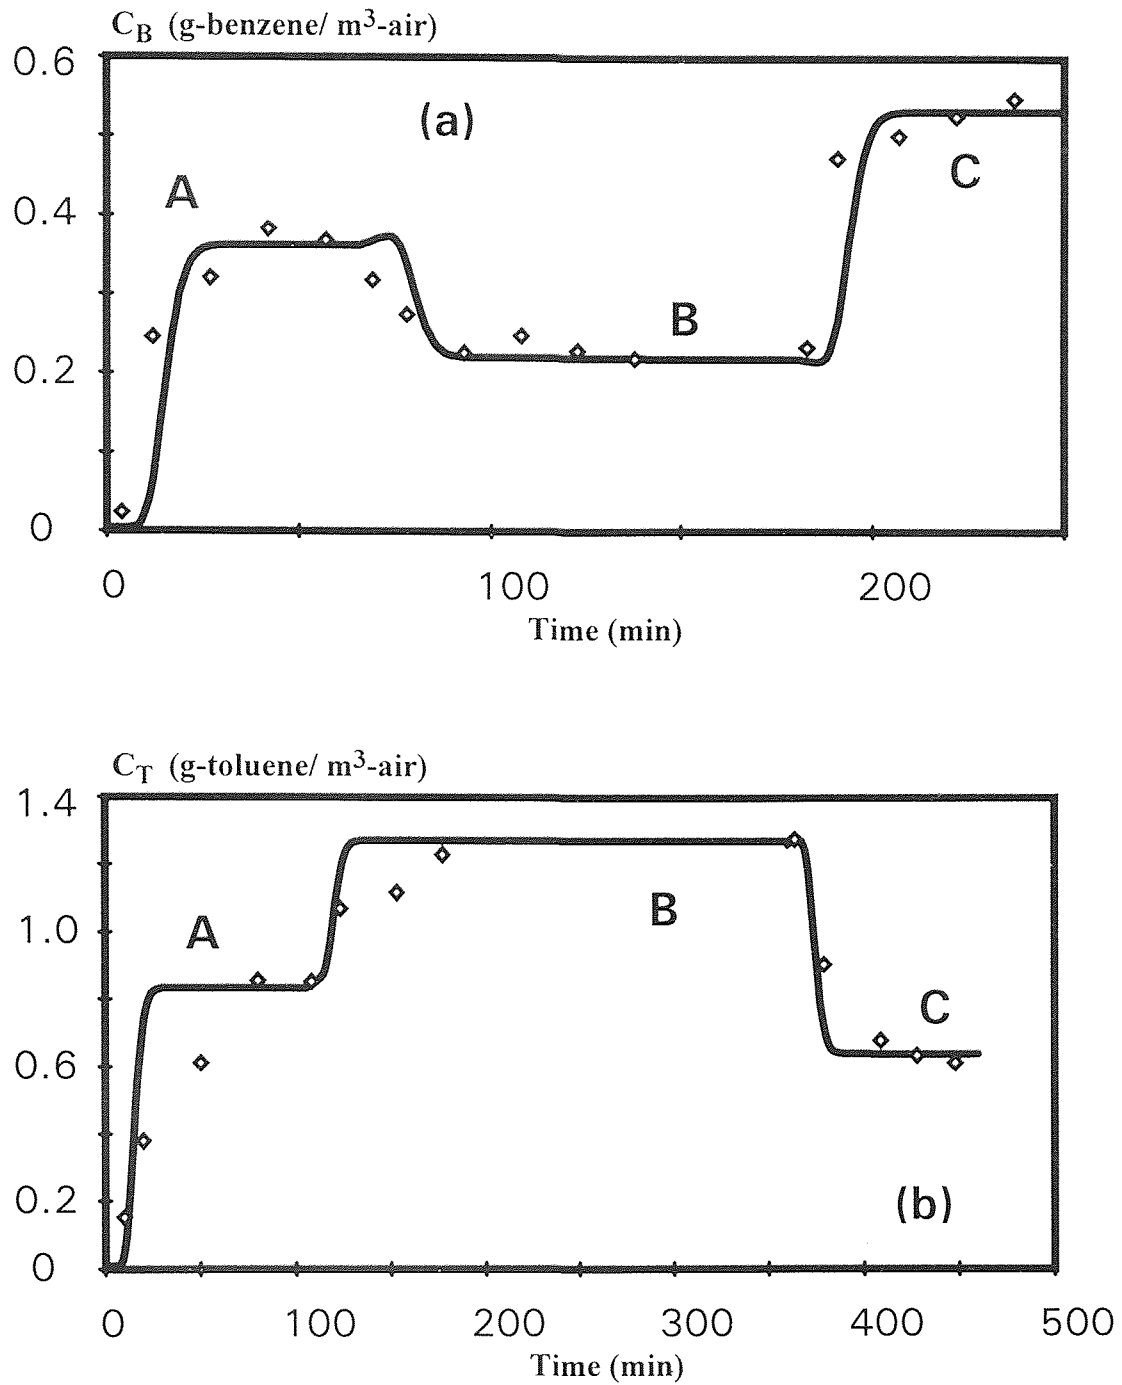 C_B (g-benzene/ m³-air)
0.6
(a)
A
C
0.4
B
0.2
0
0 100 200
Time (min)
C_T (g-toluene/ m³-air)
1.4
B
1.0
A
C
0.6
(b)
0.2
0
0 100 200 300 400 500
Time (min)